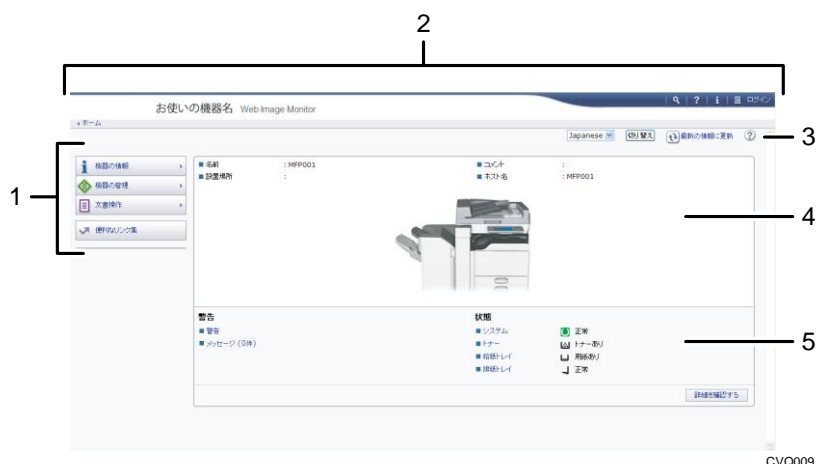 2
お使いの機器名 Web Image Monitor
? i ログイン
ホーム
Japanese 切り替え 最新の情報に更新 ?
3
1
機器の情報
機器の管理
文書操作
便利なリンク集
名前 : MFP001
設置場所 :
コメント :
ホスト名 : MFP001
4
警告
警告
メッセージ (0件)
状態
システム 正常
トナー トナーあり
給紙トレイ 用紙あり
排紙トレイ 正常
5
詳細を確認する
CVQ009